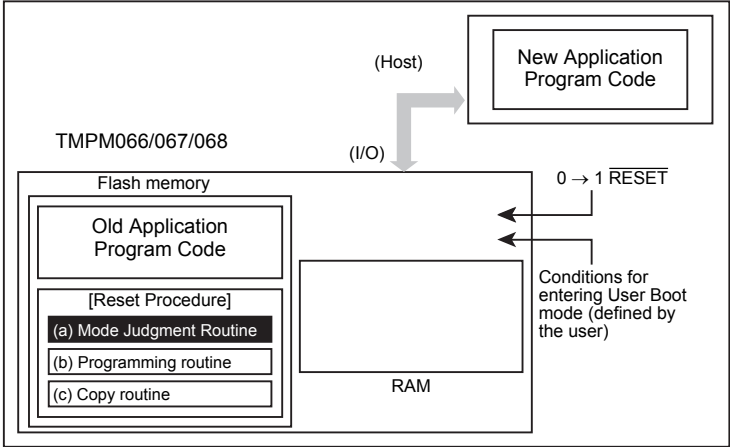 (Host)
New Application
Program Code
TMPM066/067/068
(I/O)
Flash memory
0 → 1 RESET
Old Application
Program Code
[Reset Procedure]
(a) Mode Judgment Routine
(b) Programming routine
(c) Copy routine
RAM
Conditions for
entering User Boot
mode (defined by
the user)